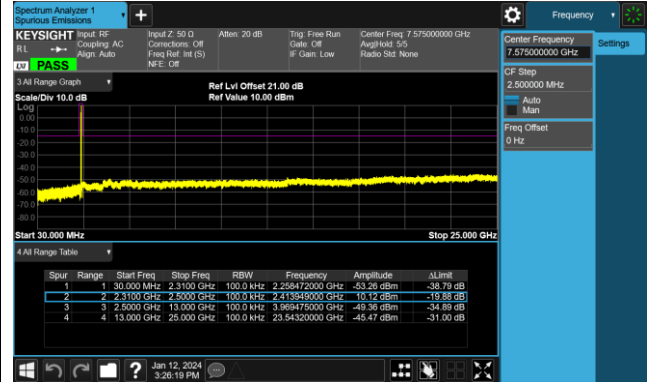 Spectrum Analyzer 1
Spurious Emissions
+
Frequency
KEYSIGHT
RL
LXI
PASS
Input: RF
Coupling: AC
Align: Auto
Input Z: 50 Ω
Corrections: Off
Freq Ref: Int (S)
NFE: Off
Atten: 20 dB
Trig: Free Run
Gate: Off
IF Gain: Low
Center Freq: 7.575000000 GHz
Avg|Hold: 5/5
Radio Std: None
Center Frequency
7.575000000 GHz
Settings
CF Step
2.500000 MHz
Auto
Man
Freq Offset
0 Hz
3 All Range Graph
Scale/Div 10.0 dB
Ref Lvl Offset 21.00 dB
Ref Value 10.00 dBm
Log
0.00
-10.0
-20.0
-30.0
-40.0
-50.0
-60.0
-70.0
-80.0
Start 30.000 MHz
Stop 25.000 GHz
4 All Range Table
Spur Range Start Freq Stop Freq RBW Frequency Amplitude ΔLimit
1 1 30.000 MHz 2.3100 GHz 100.0 kHz 2.258472000 GHz -53.26 dBm -38.79 dB
2 2 2.3100 GHz 2.5000 GHz 100.0 kHz 2.413949000 GHz 10.12 dBm -19.88 dB
3 3 2.5000 GHz 13.000 GHz 100.0 kHz 3.969475000 GHz -49.36 dBm -34.89 dB
4 4 13.000 GHz 25.000 GHz 100.0 kHz 23.54320000 GHz -45.47 dBm -31.00 dB
?
Jan 12, 2024
3:26:19 PM